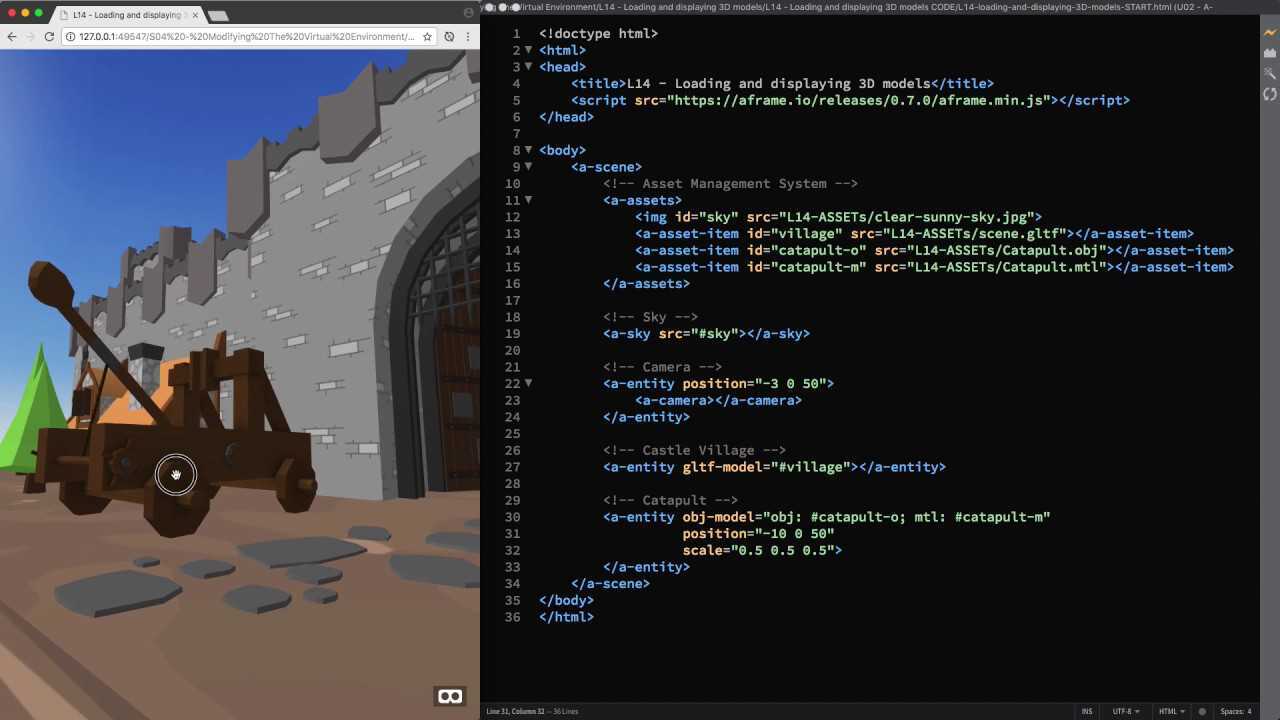 L14 - Loading and displaying 3
127.0.0.1:49547/S04%20-%20Modifying%20The%20Virtual%20Environment/...
Virtual Environment/L14 - Loading and displaying 3D models/L14 - Loading and displaying 3D models CODE/L14-loading-and-displaying-3D-models-START.html (U02 - A-
1 <!doctype html>
2 <html>
3 <head>
4 <title>L14 - Loading and displaying 3D models</title>
5 <script src="https://aframe.io/releases/0.7.0/aframe.min.js"></script>
6 </head>
7
8 <body>
9 <a-scene>
10 <!-- Asset Management System -->
11 <a-assets>
12 <img id="sky" src="L14-ASSETs/clear-sunny-sky.jpg">
13 <a-asset-item id="village" src="L14-ASSETs/scene.gltf"></a-asset-item>
14 <a-asset-item id="catapult-o" src="L14-ASSETs/Catapult.obj"></a-asset-item>
15 <a-asset-item id="catapult-m" src="L14-ASSETs/Catapult.mtl"></a-asset-item>
16 </a-assets>
17
18 <!-- Sky -->
19 <a-sky src="#sky"></a-sky>
20
21 <!-- Camera -->
22 <a-entity position="-3 0 50">
23 <a-camera></a-camera>
24 </a-entity>
25
26 <!-- Castle Village -->
27 <a-entity gltf-model="#village"></a-entity>
28
29 <!-- Catapult -->
30 <a-entity obj-model="obj: #catapult-o; mtl: #catapult-m"
31 position="-10 0 50"
32 scale="0.5 0.5 0.5">
33 </a-entity>
34 </a-scene>
35 </body>
36 </html>
Line 31, Column 32 — 36 Lines
INS UTF-8 HTML Spaces: 4